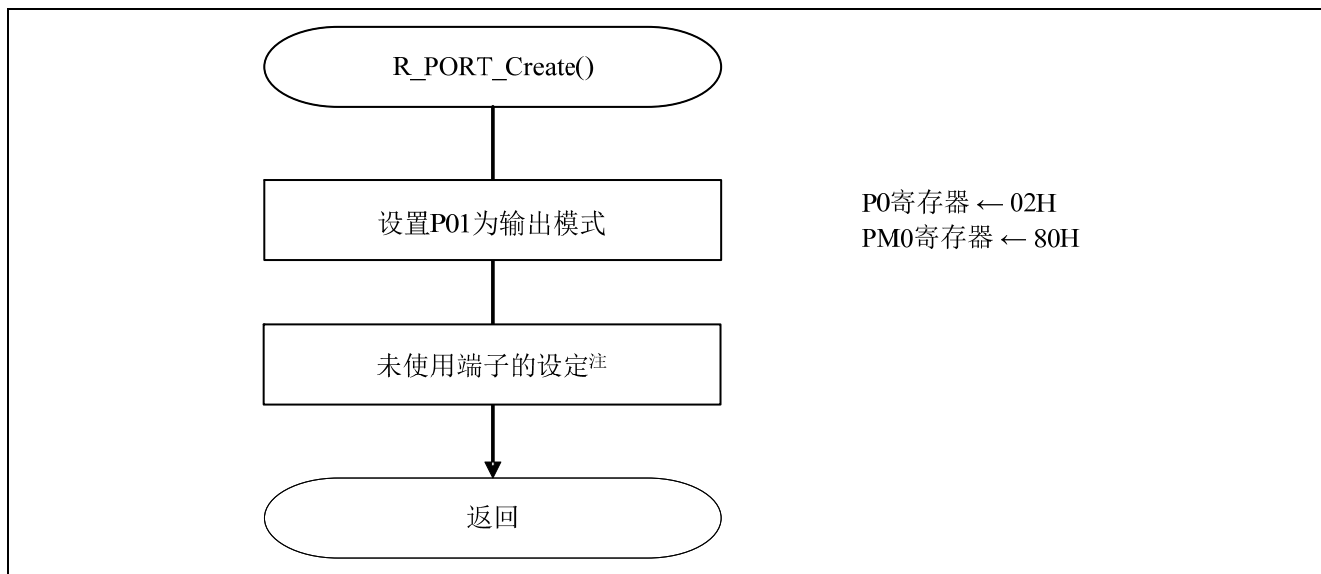 R_PORT_Create()
设置P01为输出模式
P0寄存器 ← 02H
PM0寄存器 ← 80H
未使用端子的设定注
返回